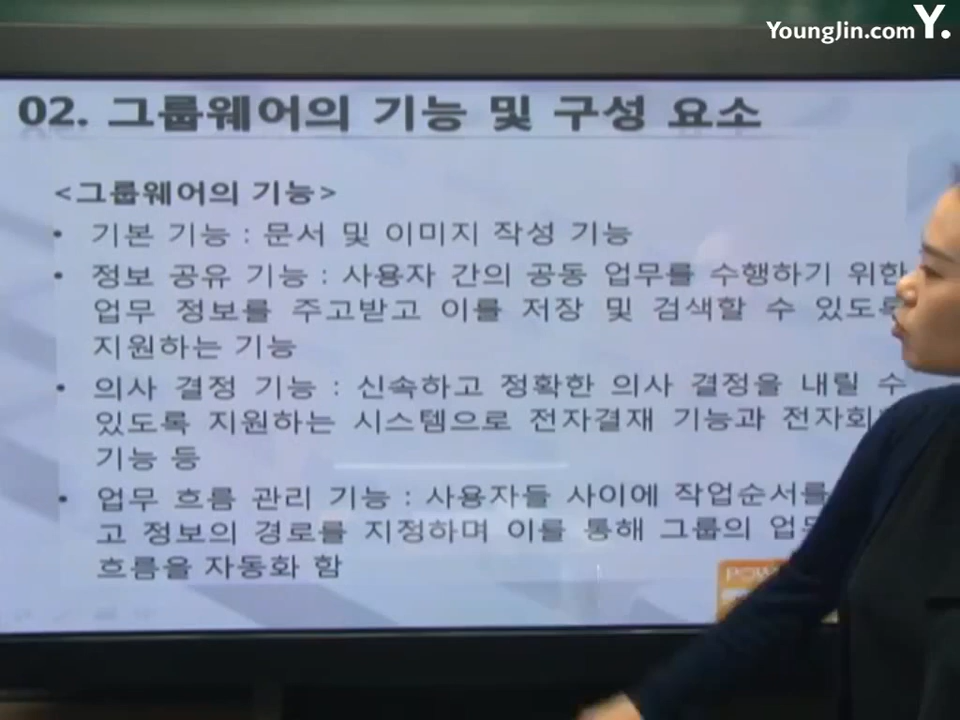 YoungJin.com Y.
02. 그룹웨어의 기능 및 구성 요소
<그룹웨어의 기능>
• 기본 기능 : 문서 및 이미지 작성 기능
• 정보 공유 기능 : 사용자 간의 공동 업무를 수행하기 위한
업무 정보를 주고받고 이를 저장 및 검색할 수 있도록
지원하는 기능
• 의사 결정 기능 : 신속하고 정확한 의사 결정을 내릴 수
있도록 지원하는 시스템으로 전자결재 기능과
기능 등
• 업무 흐름 관리 기능 : 사용자들 사이에 작업순서를
고 정보의 경로를 지정하며 이를 통해 그룹의
흐름을 자동화 함